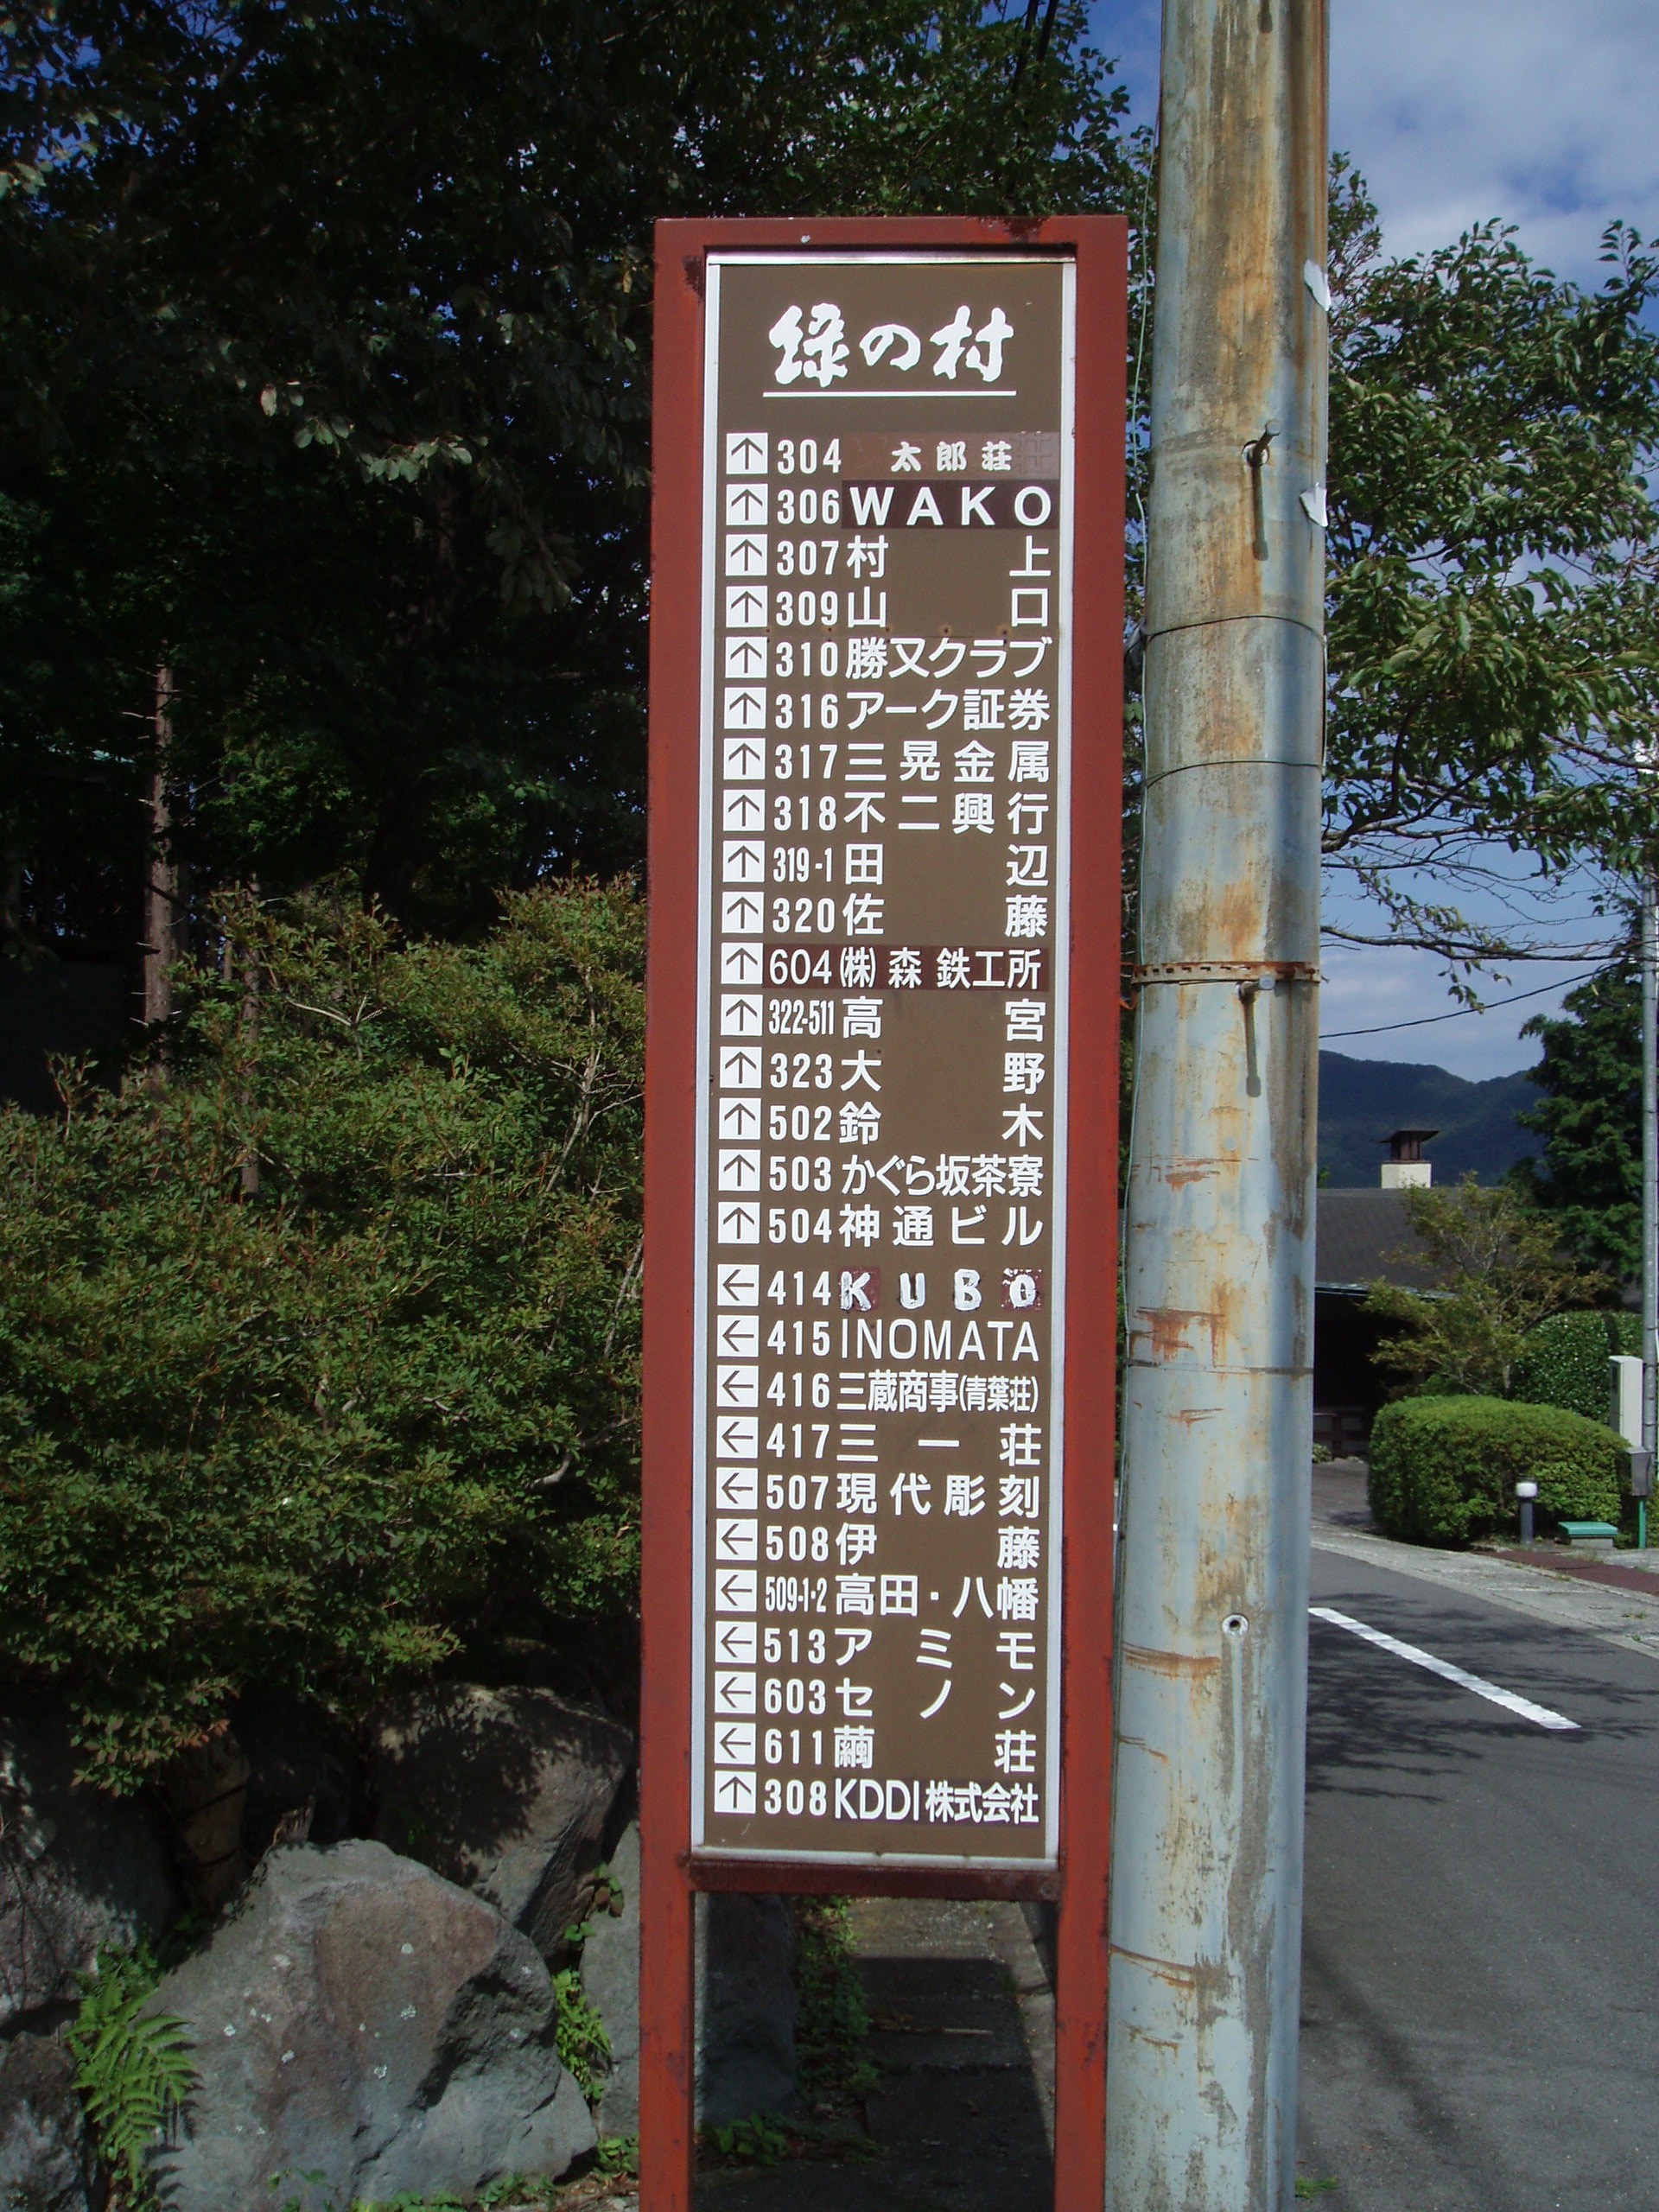 緑の村
↑ 304 太郎荘
↑ 306 WAKO
↑ 307 村上
↑ 309 山口
↑ 310 勝又クラブ
↑ 316 アーク証券
↑ 317 三晃金属
↑ 318 不二興行
↑ 319-1 田辺
↑ 320 佐藤
↑ 604 (株)森鉄工所
↑ 322-511 高宮
↑ 323 大野
↑ 502 鈴木
↑ 503 かぐら坂茶寮
↑ 504 神通ビル
← 414 KUBO
← 415 INOMATA
← 416 三蔵商事(青葉荘)
← 417 三一荘
← 507 現代彫刻
← 508 伊藤
← 509-1・2 高田・八幡
← 513 アミモ
← 603 セノン
← 611 繭荘
↑ 308 KDDI株式会社